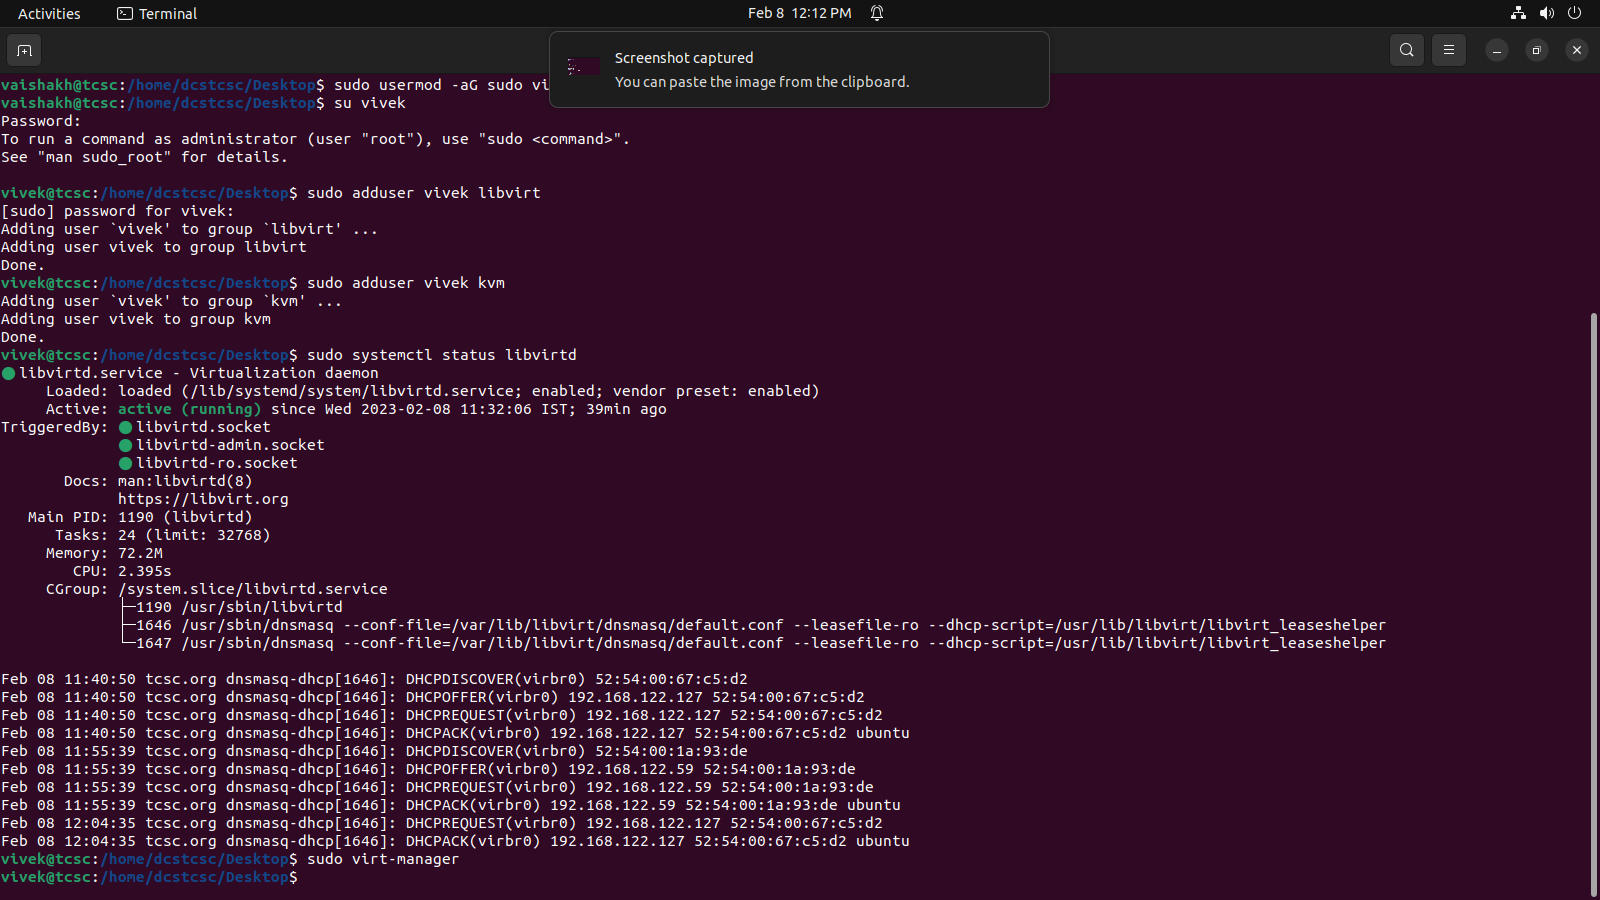 Activities
Terminal
Feb 8 12:12 PM
Screenshot captured
You can paste the image from the clipboard.
vaishakh@tcsc:/home/dcstcsc/Desktop$ sudo usermod -aG sudo vi
vaishakh@tcsc:/home/dcstcsc/Desktop$ su vivek
Password:
To run a command as administrator (user "root"), use "sudo <command>".
See "man sudo_root" for details.
vivek@tcsc:/home/dcstcsc/Desktop$ sudo adduser vivek libvirt
[sudo] password for vivek:
Adding user `vivek' to group `libvirt' ...
Adding user vivek to group libvirt
Done.
vivek@tcsc:/home/dcstcsc/Desktop$ sudo adduser vivek kvm
Adding user `vivek' to group `kvm' ...
Adding user vivek to group kvm
Done.
vivek@tcsc:/home/dcstcsc/Desktop$ sudo systemctl status libvirtd
● libvirtd.service - Virtualization daemon
Loaded: loaded (/lib/systemd/system/libvirtd.service; enabled; vendor preset: enabled)
Active: active (running) since Wed 2023-02-08 11:32:06 IST; 39min ago
TriggeredBy: ● libvirtd.socket
● libvirtd-admin.socket
● libvirtd-ro.socket
Docs: man:libvirtd(8)
https://libvirt.org
Main PID: 1190 (libvirtd)
Tasks: 24 (limit: 32768)
Memory: 72.2M
CPU: 2.395s
CGroup: /system.slice/libvirtd.service
├─1190 /usr/sbin/libvirtd
├─1646 /usr/sbin/dnsmasq --conf-file=/var/lib/libvirt/dnsmasq/default.conf --leasefile-ro --dhcp-script=/usr/lib/libvirt/libvirt_leaseshelper
└─1647 /usr/sbin/dnsmasq --conf-file=/var/lib/libvirt/dnsmasq/default.conf --leasefile-ro --dhcp-script=/usr/lib/libvirt/libvirt_leaseshelper
Feb 08 11:40:50 tcsc.org dnsmasq-dhcp[1646]: DHCPDISCOVER(virbr0) 52:54:00:67:c5:d2
Feb 08 11:40:50 tcsc.org dnsmasq-dhcp[1646]: DHCPOFFER(virbr0) 192.168.122.127 52:54:00:67:c5:d2
Feb 08 11:40:50 tcsc.org dnsmasq-dhcp[1646]: DHCPREQUEST(virbr0) 192.168.122.127 52:54:00:67:c5:d2
Feb 08 11:40:50 tcsc.org dnsmasq-dhcp[1646]: DHCPACK(virbr0) 192.168.122.127 52:54:00:67:c5:d2 ubuntu
Feb 08 11:55:39 tcsc.org dnsmasq-dhcp[1646]: DHCPDISCOVER(virbr0) 52:54:00:1a:93:de
Feb 08 11:55:39 tcsc.org dnsmasq-dhcp[1646]: DHCPOFFER(virbr0) 192.168.122.59 52:54:00:1a:93:de
Feb 08 11:55:39 tcsc.org dnsmasq-dhcp[1646]: DHCPREQUEST(virbr0) 192.168.122.59 52:54:00:1a:93:de
Feb 08 11:55:39 tcsc.org dnsmasq-dhcp[1646]: DHCPACK(virbr0) 192.168.122.59 52:54:00:1a:93:de ubuntu
Feb 08 12:04:35 tcsc.org dnsmasq-dhcp[1646]: DHCPREQUEST(virbr0) 192.168.122.127 52:54:00:67:c5:d2
Feb 08 12:04:35 tcsc.org dnsmasq-dhcp[1646]: DHCPACK(virbr0) 192.168.122.127 52:54:00:67:c5:d2 ubuntu
vivek@tcsc:/home/dcstcsc/Desktop$ sudo virt-manager
vivek@tcsc:/home/dcstcsc/Desktop$